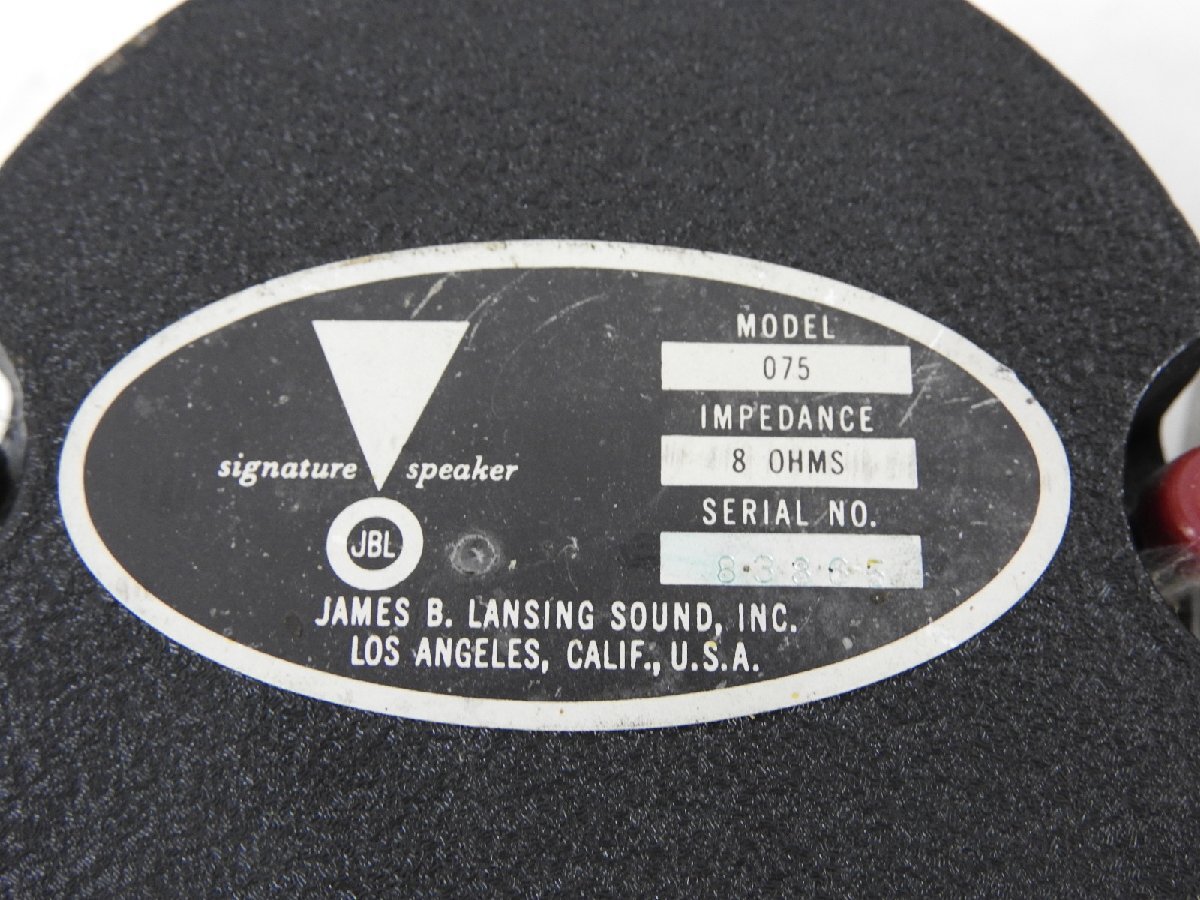 signature speaker
JBL
MODEL
075
IMPEDANCE
8 OHMS
SERIAL NO.
JAMES B. LANSING SOUND, INC.
LOS ANGELES, CALIF., U.S.A.